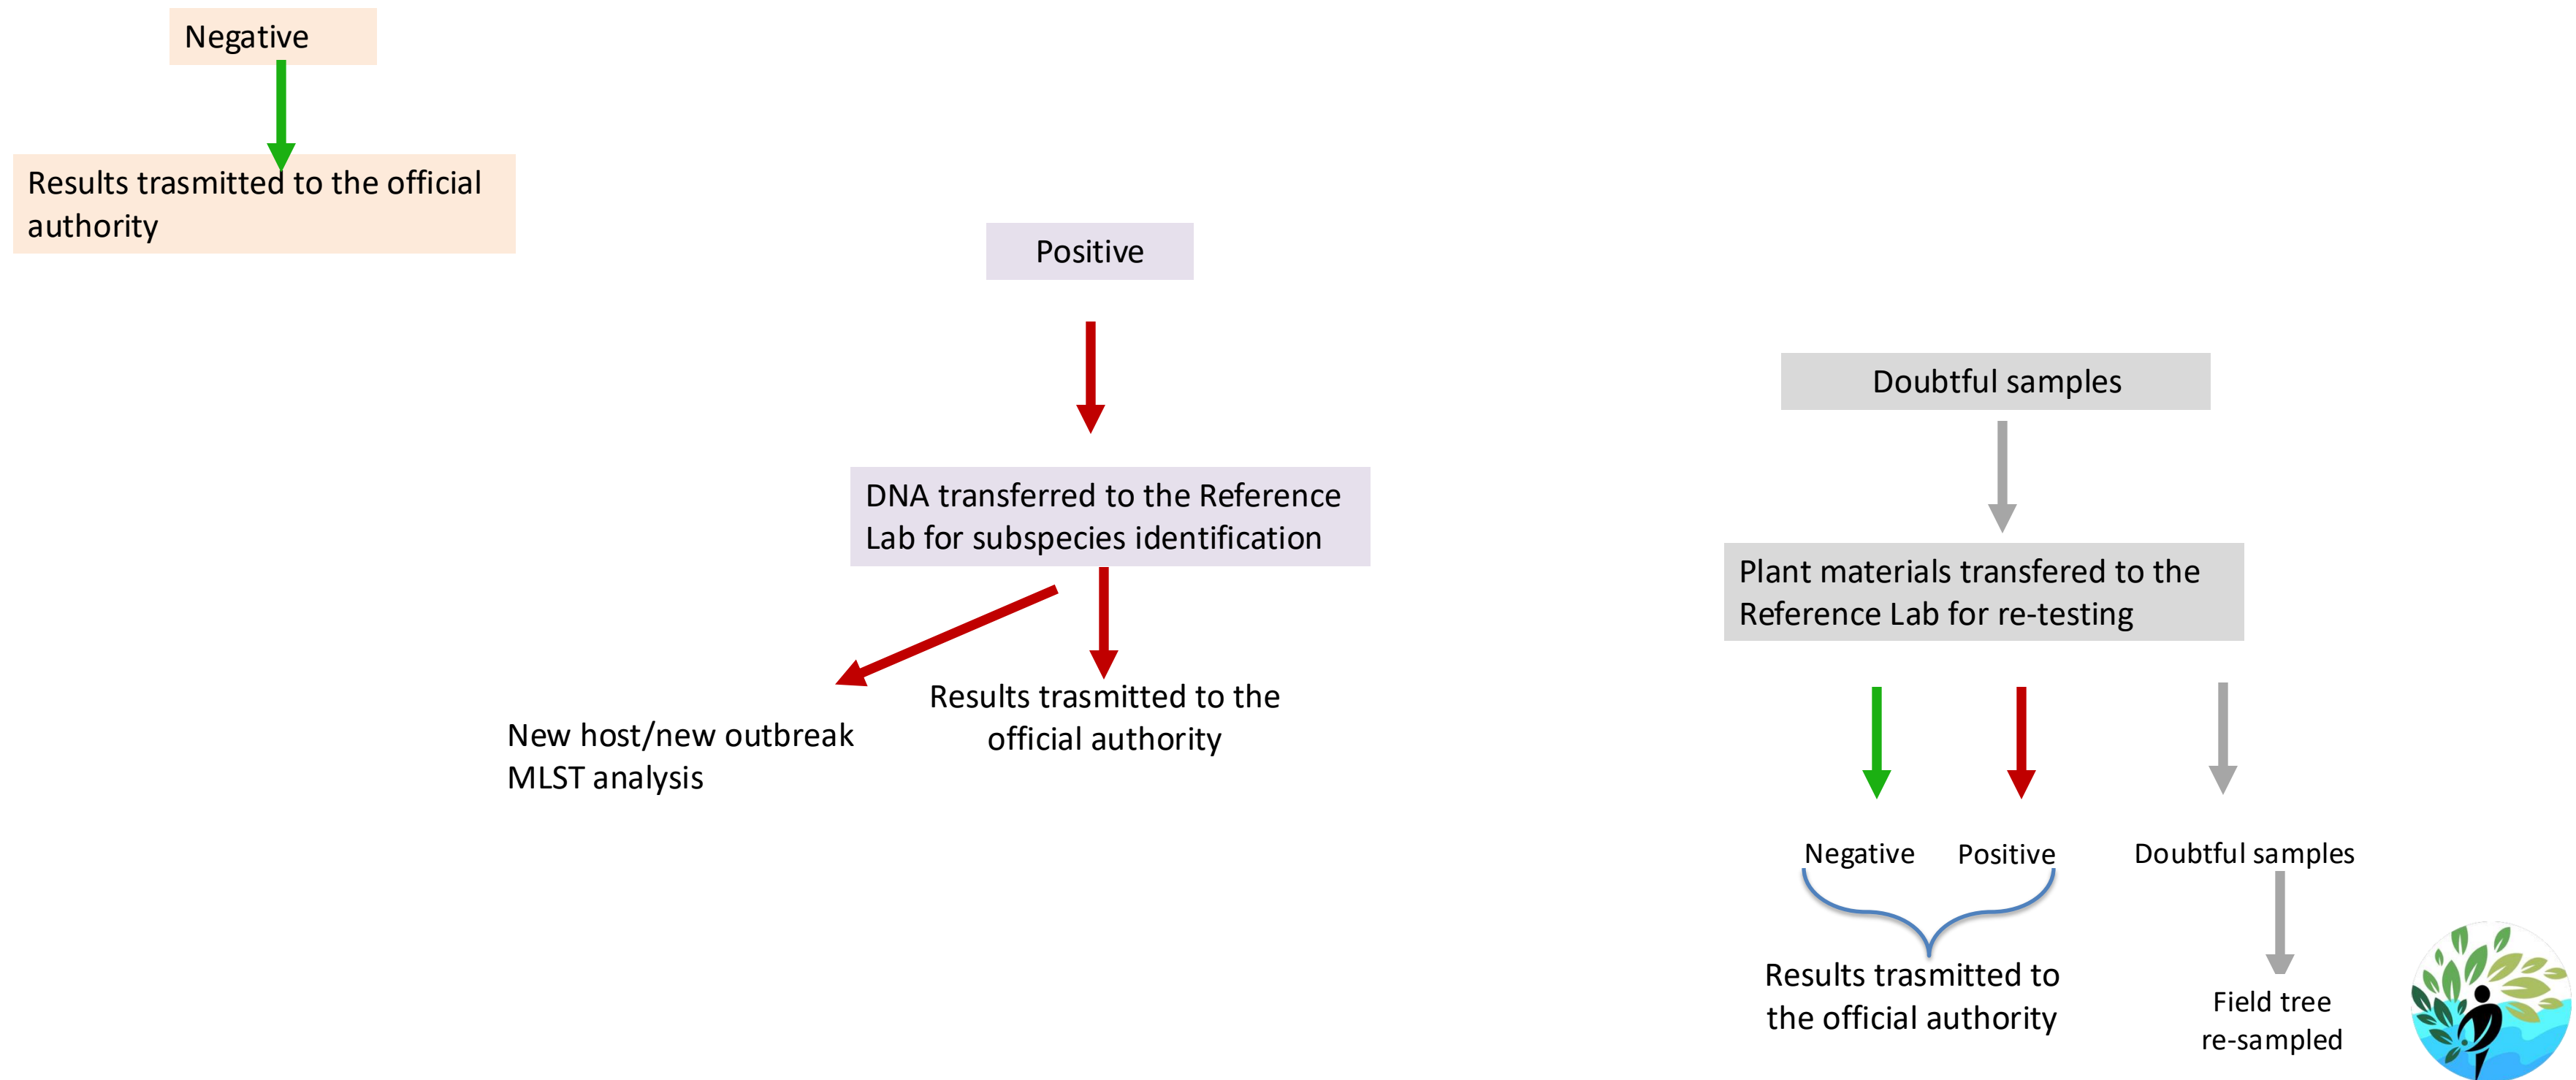 Negative
Results trasmitted to the official
authority
Positive
DNA transferred to the Reference
Lab for subspecies identification
New host/new outbreak
MLST analysis
Results trasmitted to the
official authority
Doubtful samples
Plant materials transfered to the
Reference Lab for re-testing
Negative
Positive
Doubtful samples
Results trasmitted to
the official authority
Field tree
re-sampled